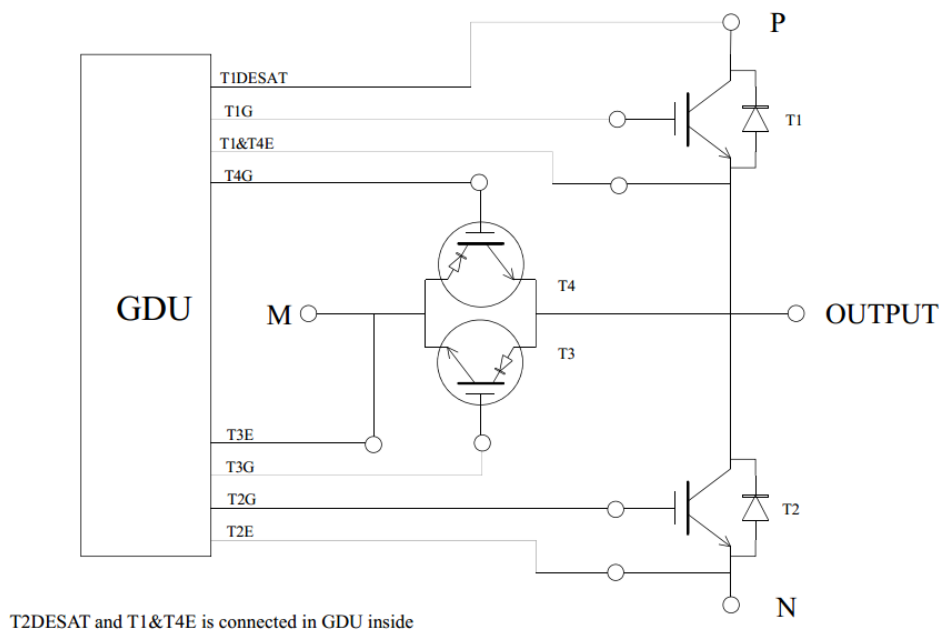 P
T1DESAT
T1G
T1
T1&T4E
T4G
T4
GDU
M
OUTPUT
T3
T3E
T3G
T2G
T2
T2E
N
T2DESAT and T1&T4E is connected in GDU inside